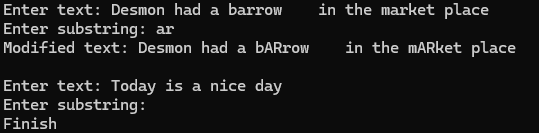 Enter text: Desmon had a barrow    in the market place
Enter substring: ar
Modified text: Desmon had a bARrow    in the mARket place
Enter text: Today is a nice day
Enter substring:
Finish